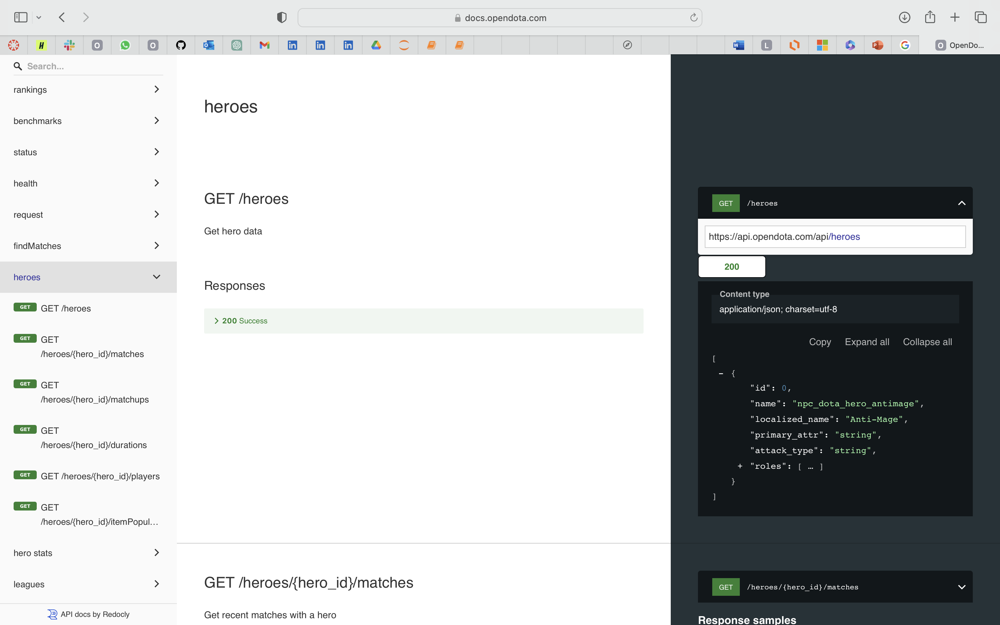 docs.opendota.com
OpenDo...
Search...
rankings
benchmarks
status
health
request
findMatches
heroes
GET GET /heroes
GET GET
/heroes/{hero_id}/matches
GET GET
/heroes/{hero_id}/matchups
GET GET
/heroes/{hero_id}/durations
GET GET /heroes/{hero_id}/players
GET GET
/heroes/{hero_id}/itemPopul...
hero stats
leagues
API docs by Redocly
heroes
GET /heroes
Get hero data
Responses
200 Success
GET /heroes/{hero_id}/matches
Get recent matches with a hero
GET /heroes
https://api.opendota.com/api/heroes
200
Content type
application/json; charset=utf-8
Copy Expand all Collapse all
[
- {
"id": 0,
"name": "npc_dota_hero_antimage",
"localized_name": "Anti-Mage",
"primary_attr": "string",
"attack_type": "string",
+ "roles": [ … ]
}
]
GET /heroes/{hero_id}/matches
Response samples